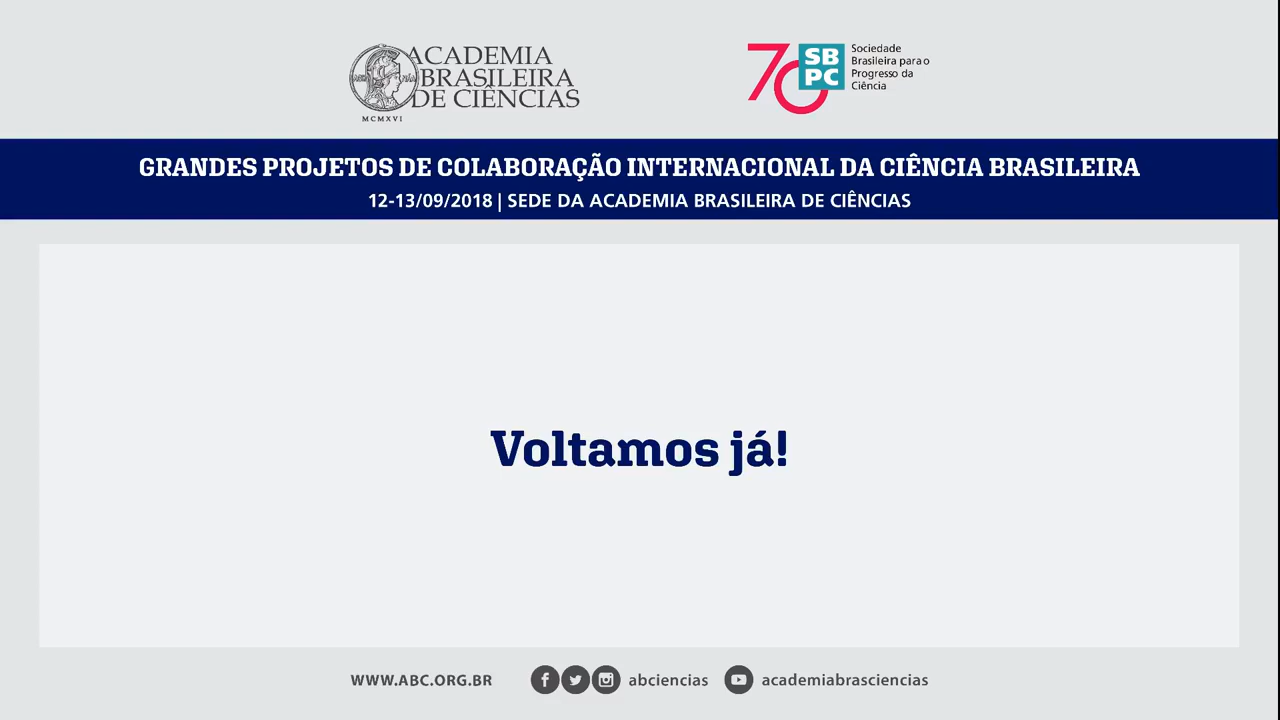 ACADEMIA
BRASILEIRA
DE CIÊNCIAS
MCMXVI
70
SB
PC
Sociedade
Brasileira para o
Progresso da
Ciência
GRANDES PROJETOS DE COLABORAÇÃO INTERNACIONAL DA CIÊNCIA BRASILEIRA
12-13/09/2018 | SEDE DA ACADEMIA BRASILEIRA DE CIÊNCIAS
Voltamos já!
WWW.ABC.ORG.BR
abciencias
academiabrasciencias